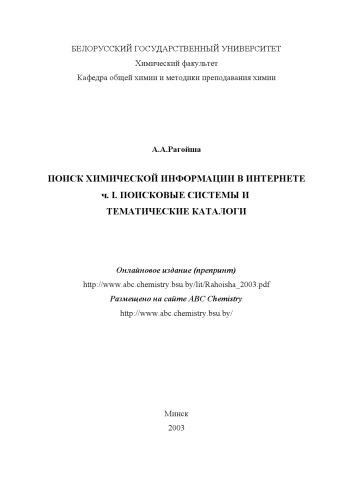 БЕЛОРУССКИЙ ГОСУДАРСТВЕННЫЙ УНИВЕРСИТЕТ
Химический факультет
Кафедра общей химии и методики преподавания химии
А.А.Рагойша
ПОИСК ХИМИЧЕСКОЙ ИНФОРМАЦИИ В ИНТЕРНЕТЕ
ч. I. ПОИСКОВЫЕ СИСТЕМЫ И
ТЕМАТИЧЕСКИЕ КАТАЛОГИ
Онлайновое издание (препринт)
http://www.abc.chemistry.bsu.by/lit/Rahoisha_2003.pdf
Размещено на сайте ABC Chemistry
http://www.abc.chemistry.bsu.by/
Минск
2003